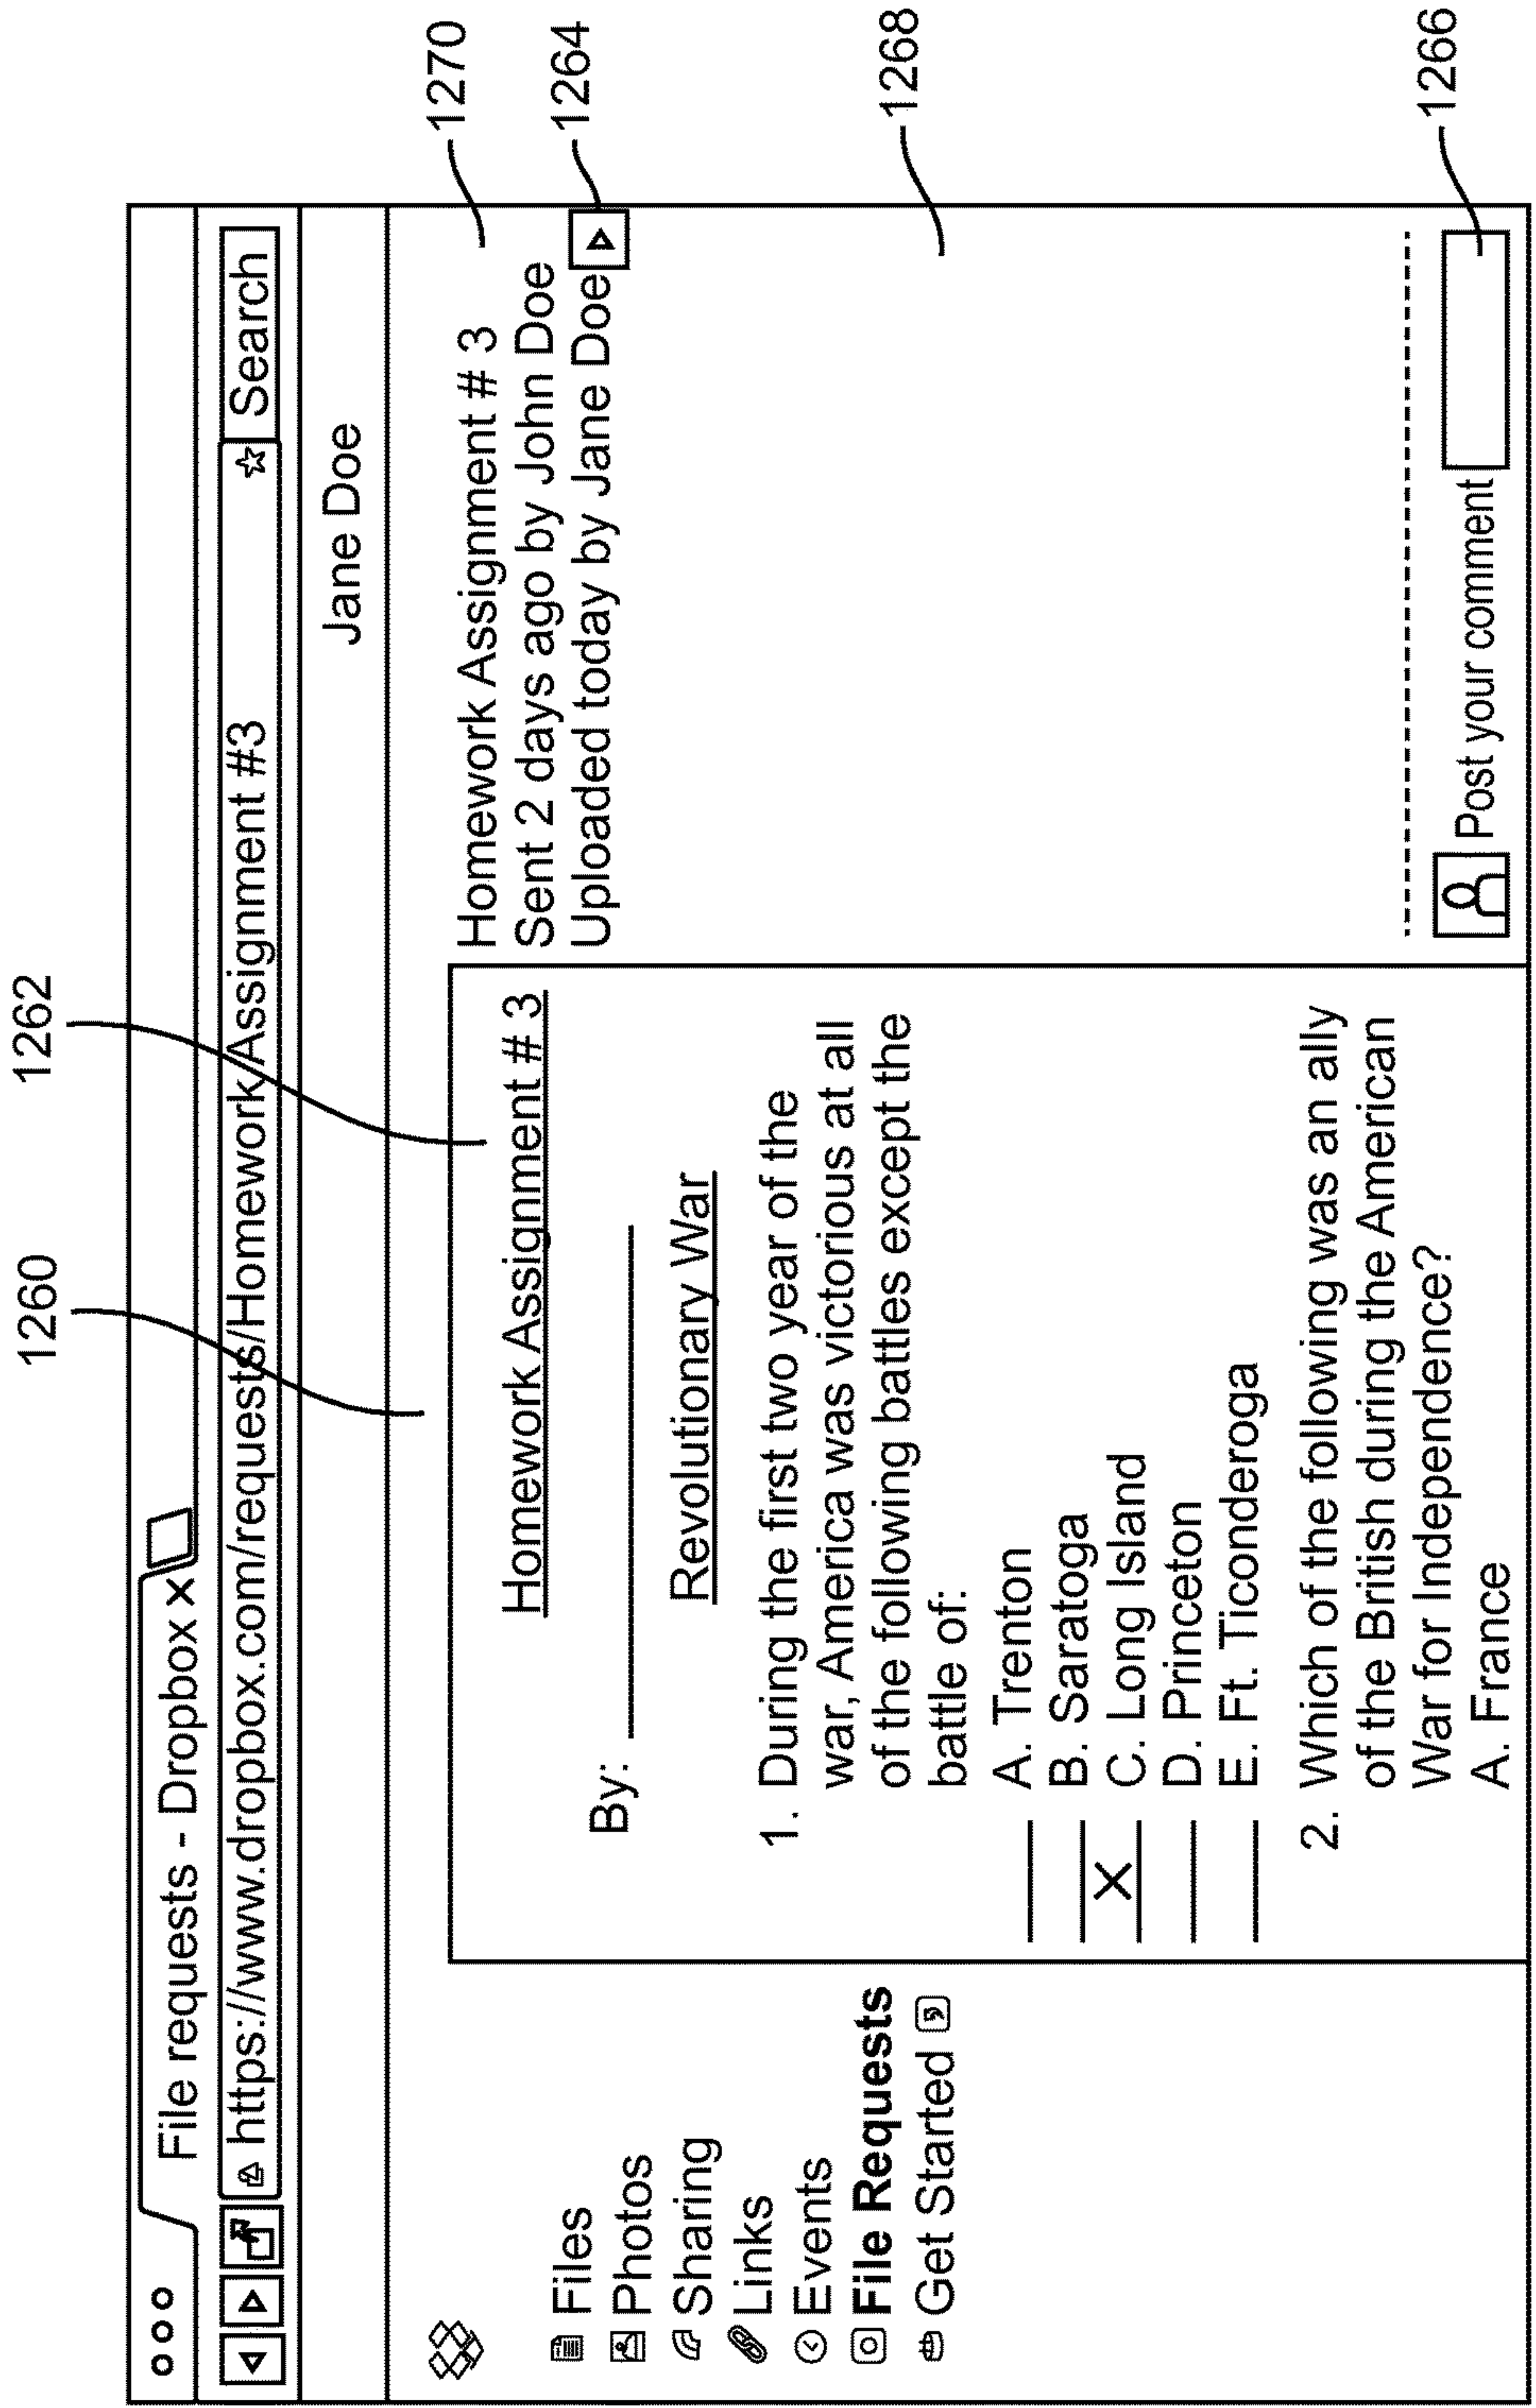 1260
1262
File requests - Dropbox X
https://www.dropbox.com/requests/Homework Assignment #3
Search
Jane Doe
Files
Photos
Sharing
Links
Events
File Requests
Get Started
Homework Assignment # 3
By:
Revolutionary War
1. During the first two year of the
war, America was victorious at all
of the following battles except the
battle of:
A. Trenton
B. Saratoga
X C. Long Island
D. Princeton
E. Ft. Ticonderoga
2. Which of the following was an ally
of the British during the American
War for Independence?
A. France
Homework Assignment # 3
Sent 2 days ago by John Doe
Uploaded today by Jane Doe
Post your comment
1270
1264
1268
1266